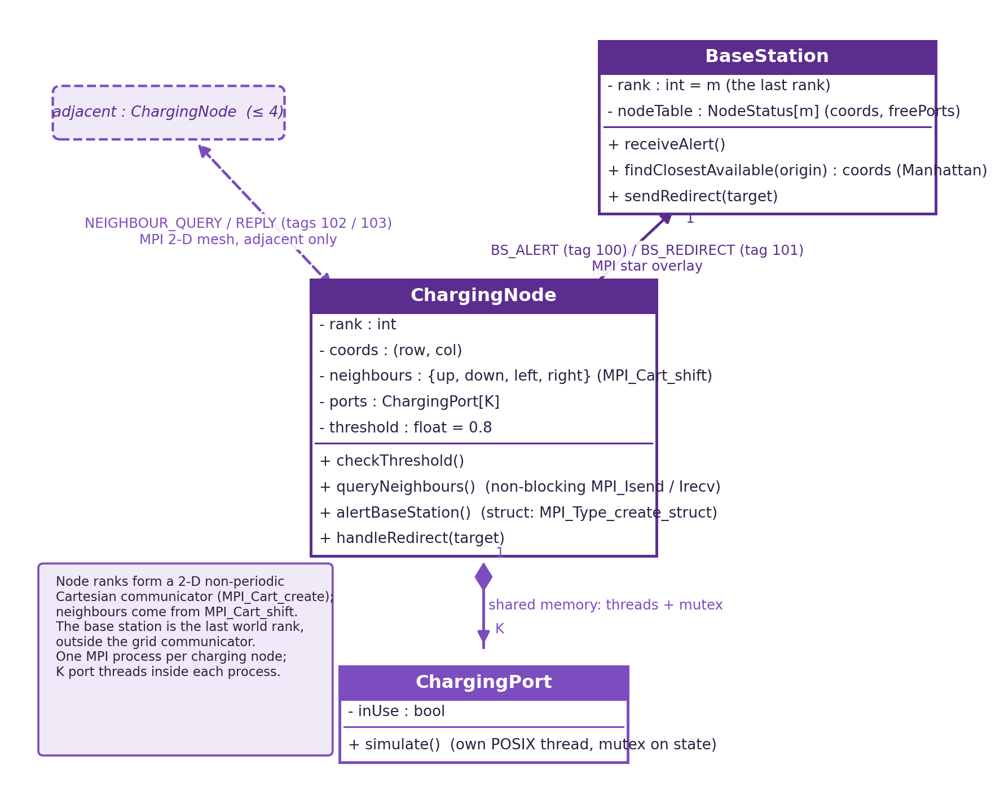 BaseStation
- rank : int = m (the last rank)
- nodeTable : NodeStatus[m] (coords, freePorts)
+ receiveAlert()
+ findClosestAvailable(origin) : coords (Manhattan)
+ sendRedirect(target)
1
adjacent : ChargingNode (≤ 4)
NEIGHBOUR_QUERY / REPLY (tags 102 / 103)
MPI 2-D mesh, adjacent only
BS_ALERT (tag 100) / BS_REDIRECT (tag 101)
MPI star overlay
ChargingNode
- rank : int
- coords : (row, col)
- neighbours : {up, down, left, right} (MPI_Cart_shift)
- ports : ChargingPort[K]
- threshold : float = 0.8
+ checkThreshold()
+ queryNeighbours() (non-blocking MPI_Isend / Irecv)
+ alertBaseStation() (struct: MPI_Type_create_struct)
+ handleRedirect(target)
1
shared memory: threads + mutex
K
Node ranks form a 2-D non-periodic
Cartesian communicator (MPI_Cart_create);
neighbours come from MPI_Cart_shift.
The base station is the last world rank,
outside the grid communicator.
One MPI process per charging node;
K port threads inside each process.
ChargingPort
- inUse : bool
+ simulate() (own POSIX thread, mutex on state)